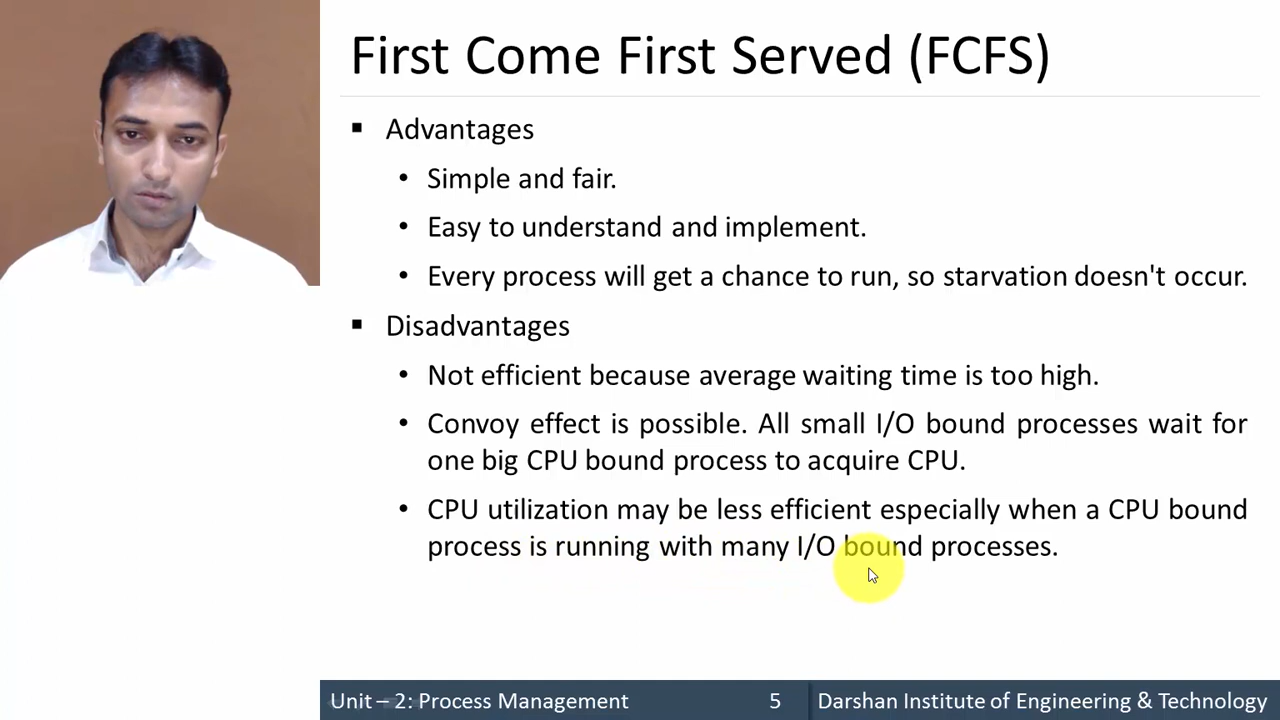 First Come First Served (FCFS)
▪ Advantages
• Simple and fair.
• Easy to understand and implement.
• Every process will get a chance to run, so starvation doesn't occur.
▪ Disadvantages
• Not efficient because average waiting time is too high.
• Convoy effect is possible. All small I/O bound processes wait for
one big CPU bound process to acquire CPU.
• CPU utilization may be less efficient especially when a CPU bound
process is running with many I/O bound processes.
Unit – 2: Process Management 5 Darshan Institute of Engineering & Technology